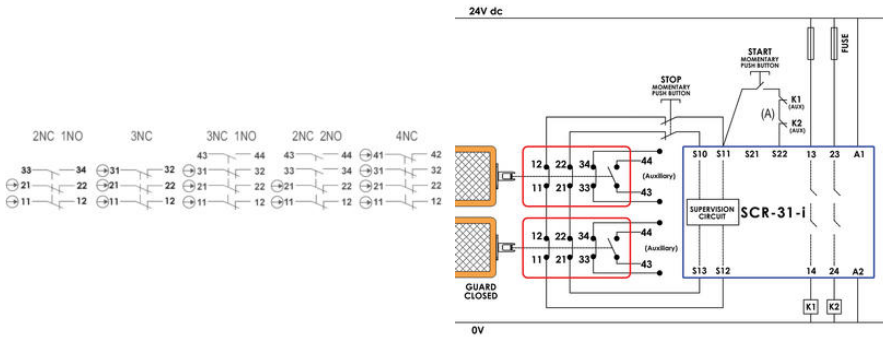 2NC 1NO
33 34
21 22
11 12
3NC
31 32
21 22
11 12
3NC 1NO
43 44
31 32
21 22
11 12
2NC 2NO
43 44
33 34
21 22
11 12
4NC
41 42
31 32
21 22
11 12
24V dc
FUSE
START
MOMENTARY
PUSH BUTTON
STOP
MOMENTARY
PUSH BUTTON
K1
(AUX)
(A)
K2
(AUX)
S10 S11 S21 S22 13 23 A1
12 22 34
44
(Auxiliary)
11 21 33
43
SUPERVISION
CIRCUIT
SCR-31-i
12 22 34
44
(Auxiliary)
11 21 33
43
S13 S12 14 24 A2
GUARD
CLOSED
K1 K2
0V